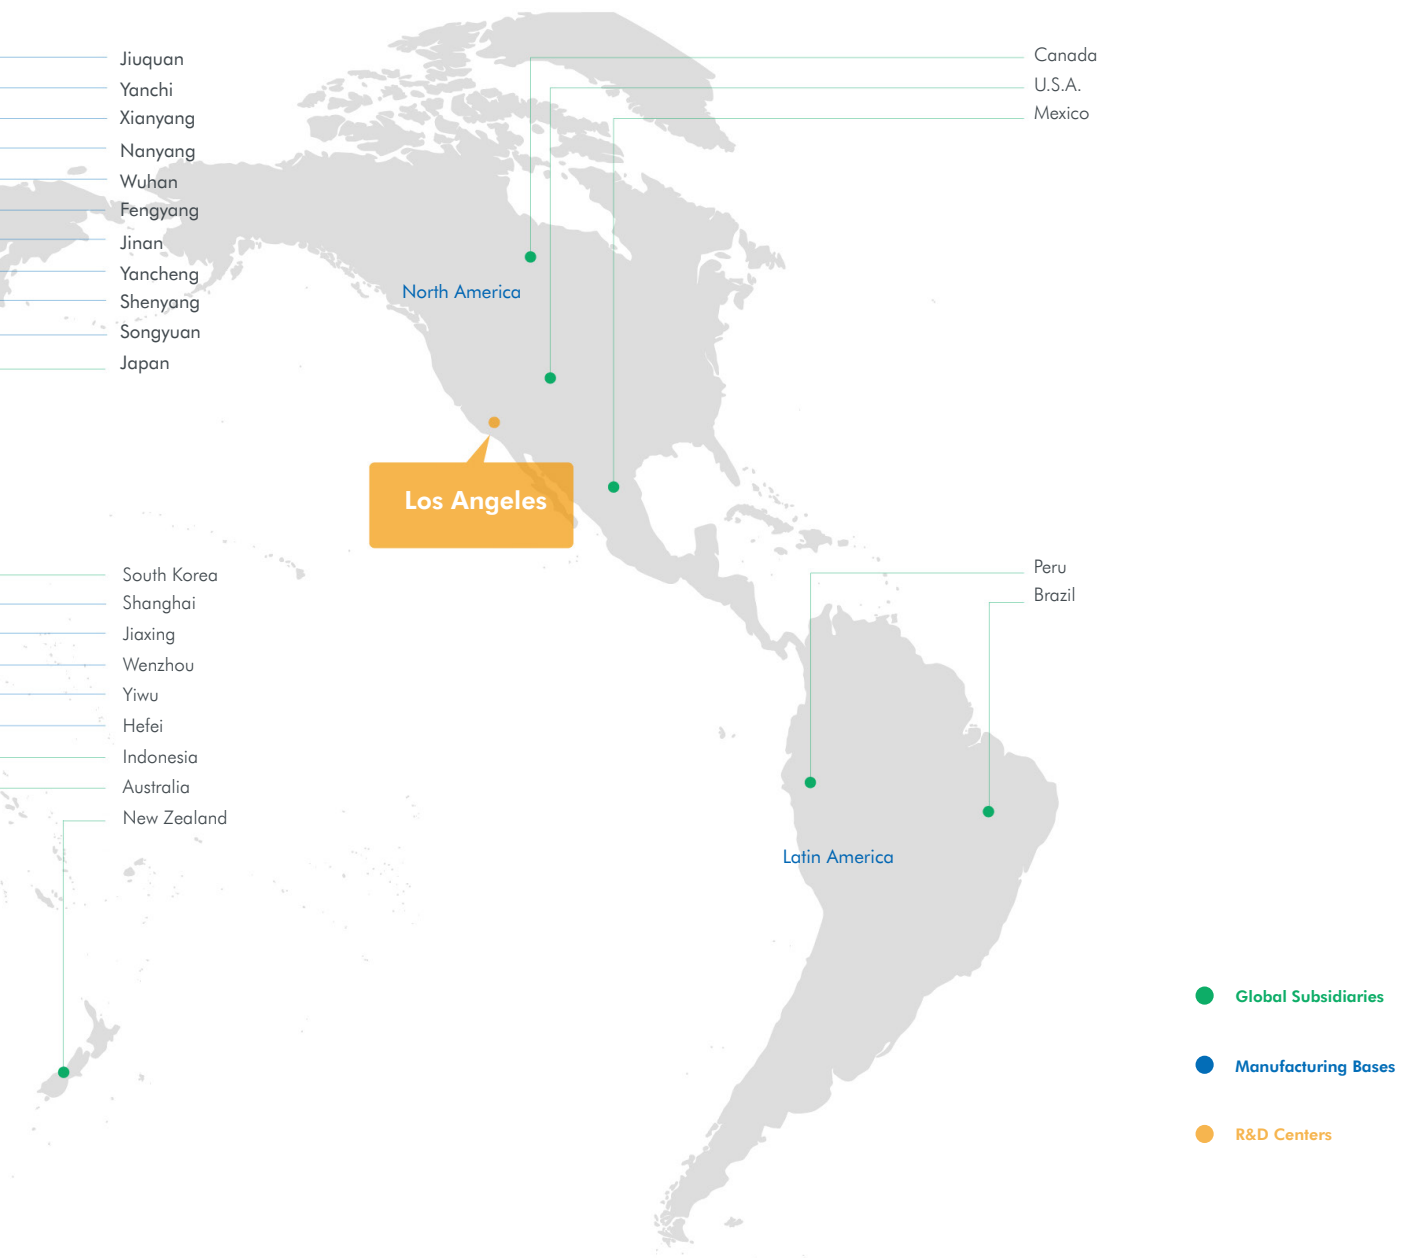 Jiuquan
Yanchi
Xianyang
Nanyang
Wuhan
Fengyang
Jinan
Yancheng
Shenyang
Songyuan
Japan
Canada
U.S.A.
Mexico
North America
Los Angeles
South Korea
Shanghai
Jiaxing
Wenzhou
Yiwu
Hefei
Indonesia
Australia
New Zealand
Peru
Brazil
Latin America
Global Subsidiaries
Manufacturing Bases
R&D Centers